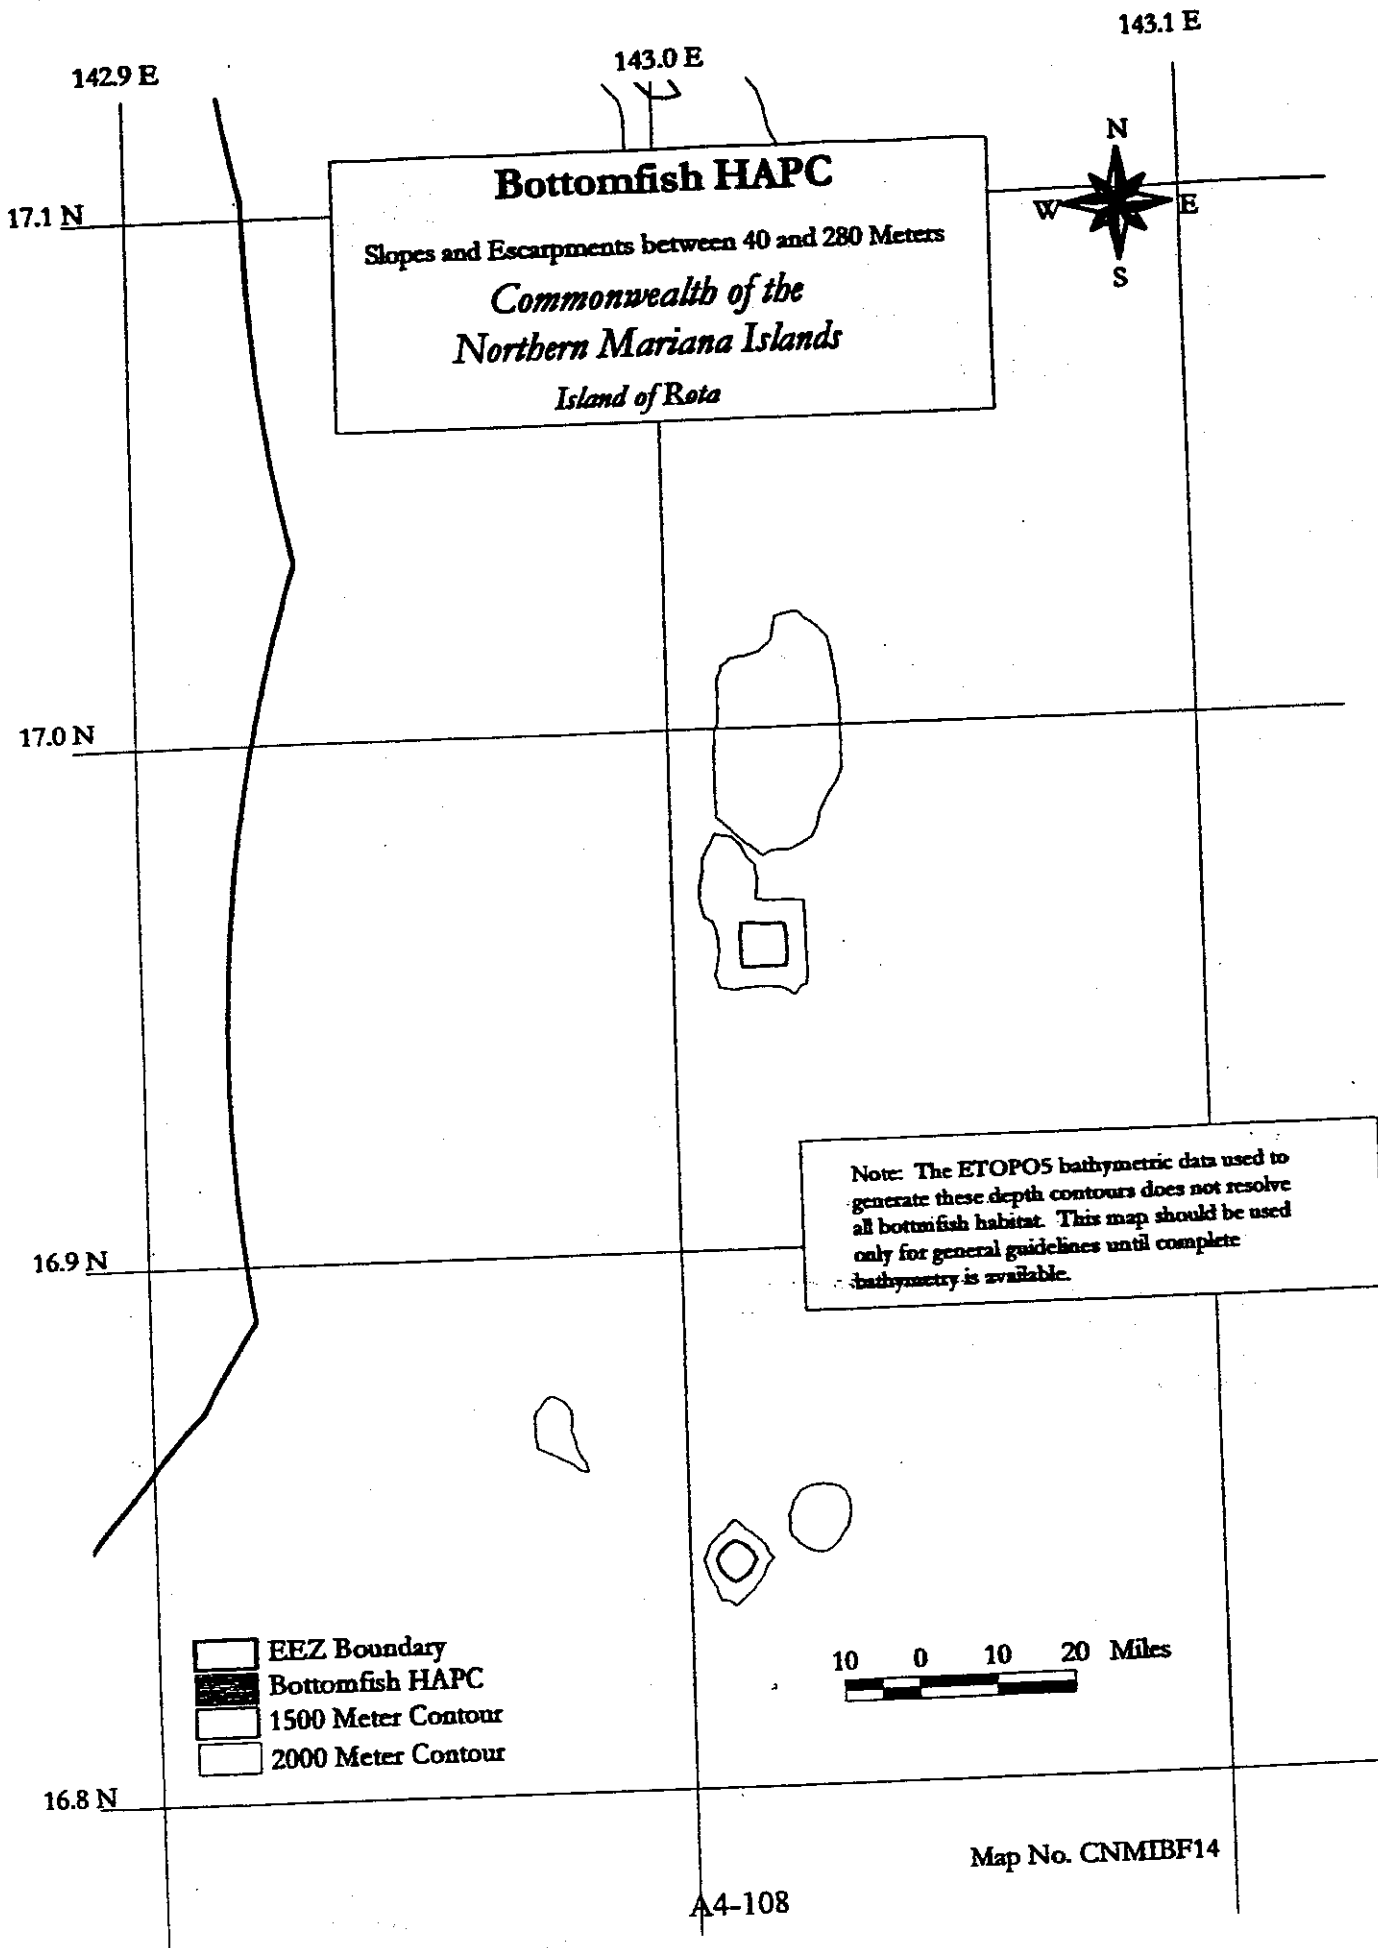 142.9 E
143.0 E
143.1 E
Bottomfish HAPC
Slopes and Escarpments between 40 and 280 Meters
Commonwealth of the
Northern Mariana Islands
Island of Rota
N
W
E
S
17.1 N
17.0 N
16.9 N
16.8 N
Note: The ETOPO5 bathymetric data used to
generate these depth contours does not resolve
all bottmifish habitat. This map should be used
only for general guidelines until complete
bathymetry is available.
EEZ Boundary
Bottomfish HAPC
1500 Meter Contour
2000 Meter Contour
10 0 10 20 Miles
Map No. CNMIBF14
A4-108